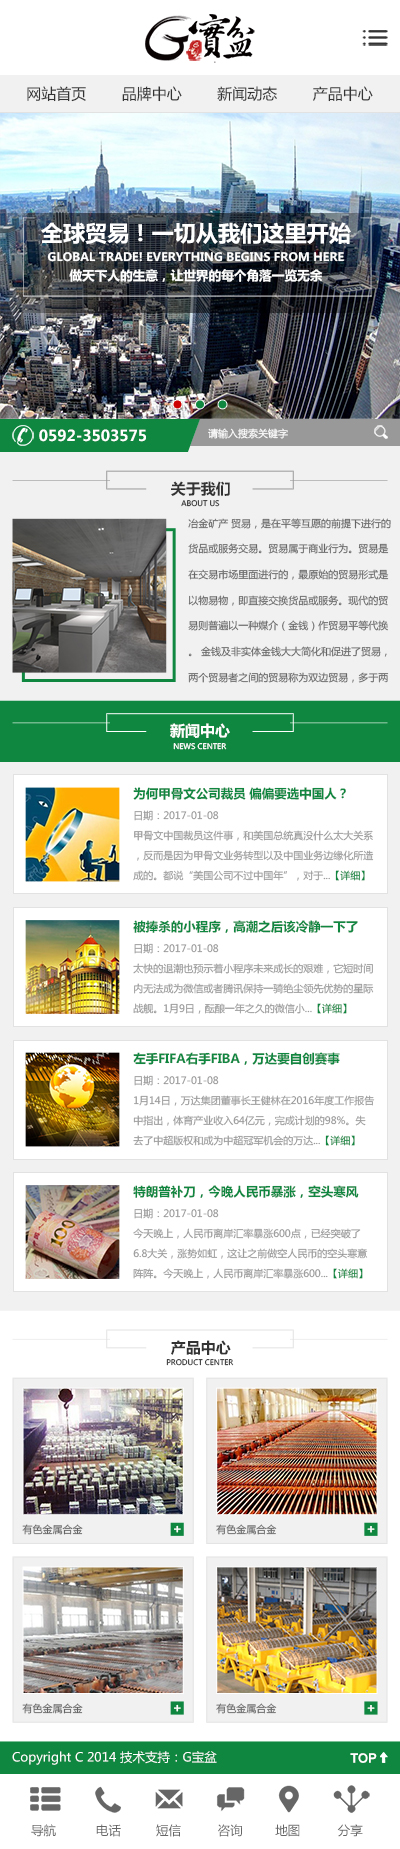 G寶盆
网站首页 品牌中心 新闻动态 产品中心
全球贸易！一切从我们这里开始
GLOBAL TRADE! EVERYTHING BEGINS FROM HERE
做天下人的生意，让世界的每个角落一览无余
0592-3503575 请输入搜索关键字
关于我们
ABOUT US
冶金矿产 贸易，是在平等互愿的前提下进行的
货品或服务交易。贸易属于商业行为。贸易是
在交易市场里面进行的，最原始的贸易形式是
以物易物，即直接交换货品或服务。现代的贸
易则普遍以一种媒介（金钱）作贸易平等代换
。金钱及非实体金钱大大简化和促进了贸易，
两个贸易者之间的贸易称为双边贸易，多于两
新闻中心
NEWS CENTER
为何甲骨文公司裁员 偏偏要选中国人？
日期：2017-01-08
甲骨文中国裁员这件事，和美国总统真没什么太大关系
，反而是因为甲骨文业务转型以及中国业务边缘化所造
成的。都说“美国公司不过中国年”，对于...【详细】
被捧杀的小程序，高潮之后该冷静一下了
日期：2017-01-08
太快的退潮也预示着小程序未来成长的艰难，它短时间
内无法成为微信或者腾讯保持一骑绝尘领先优势的星际
战舰。1月9日，酝酿一年之久的微信小...【详细】
左手FIFA右手FIBA，万达要自创赛事
日期：2017-01-08
1月14日，万达集团董事长王健林在2016年度工作报告
中指出，体育产业收入64亿元，完成计划的98%。失
去了中超版权和成为中超冠军机会的万达...【详细】
特朗普补刀，今晚人民币暴涨，空头寒风
日期：2017-01-08
今天晚上，人民币离岸汇率暴涨600点，已经突破了
6.8大关，涨势如虹，这让之前做空人民币的空头寒意
阵阵。今天晚上，人民币离岸汇率暴涨600...【详细】
产品中心
PRODUCT CENTER
有色金属合金 有色金属合金
有色金属合金 有色金属合金
Copyright C 2014 技术支持：G宝盆 TOP
导航 电话 短信 咨询 地图 分享